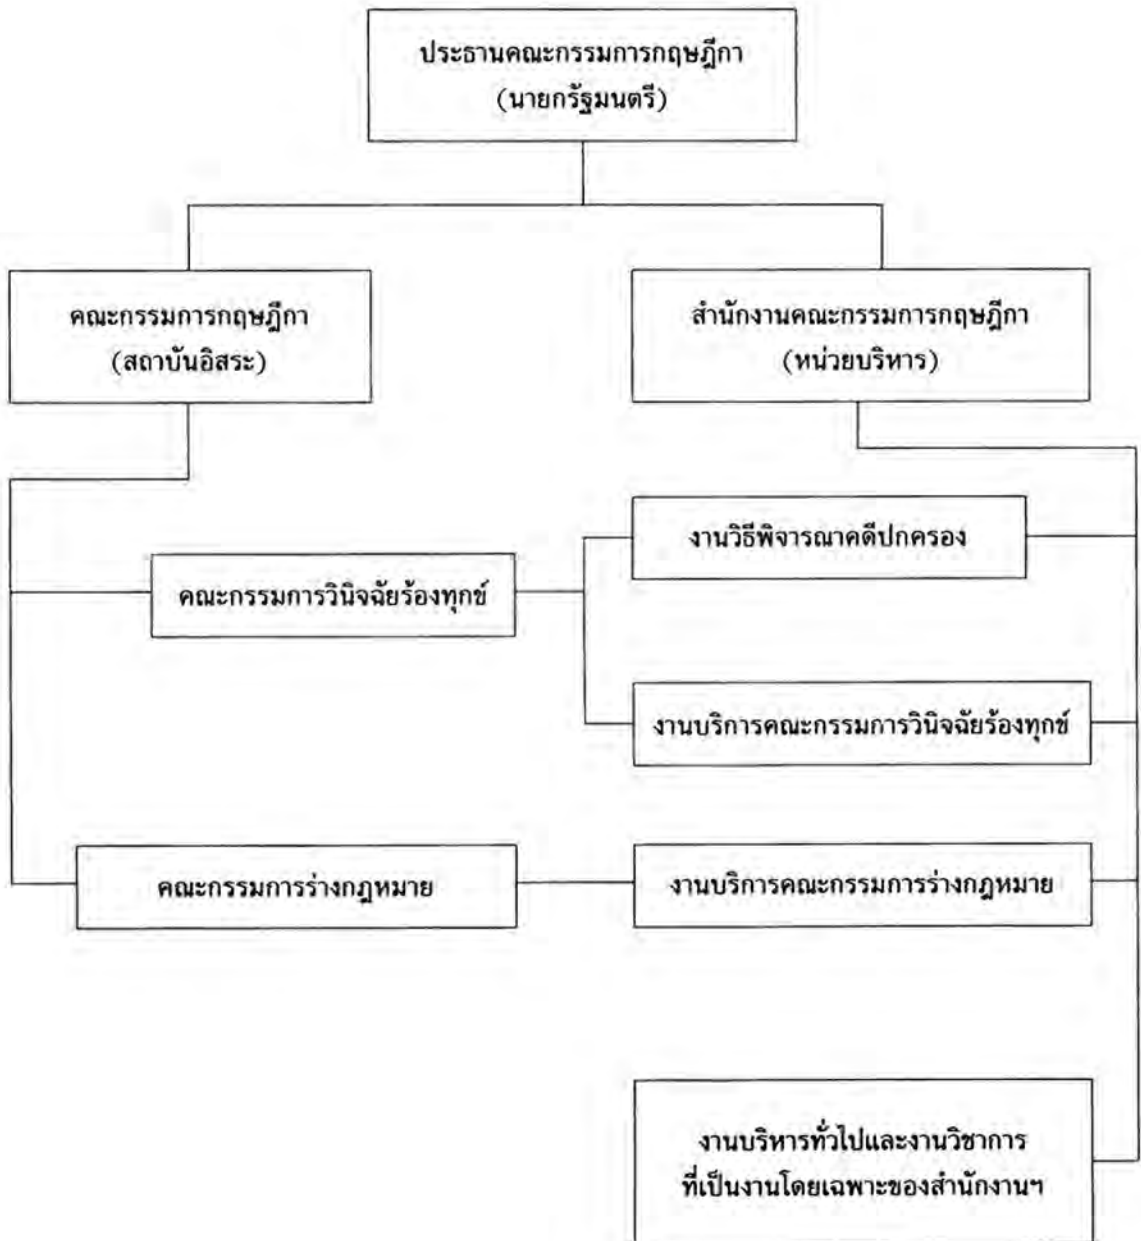 ประธานคณะกรรมการกฤษฎีกา
(นายกรัฐมนตรี)
คณะกรรมการกฤษฎีกา
(สถาบันอิสระ)
สำนักงานคณะกรรมการกฤษฎีกา
(หน่วยบริหาร)
งานวิธีพิจารณาคดีปกครอง
คณะกรรมการวินิจฉัยร้องทุกข์
งานบริการคณะกรรมการวินิจฉัยร้องทุกข์
คณะกรรมการร่างกฎหมาย
งานบริการคณะกรรมการร่างกฎหมาย
งานบริหารทั่วไปและงานวิชาการ
ที่เป็นงานโดยเฉพาะของสำนักงานฯ